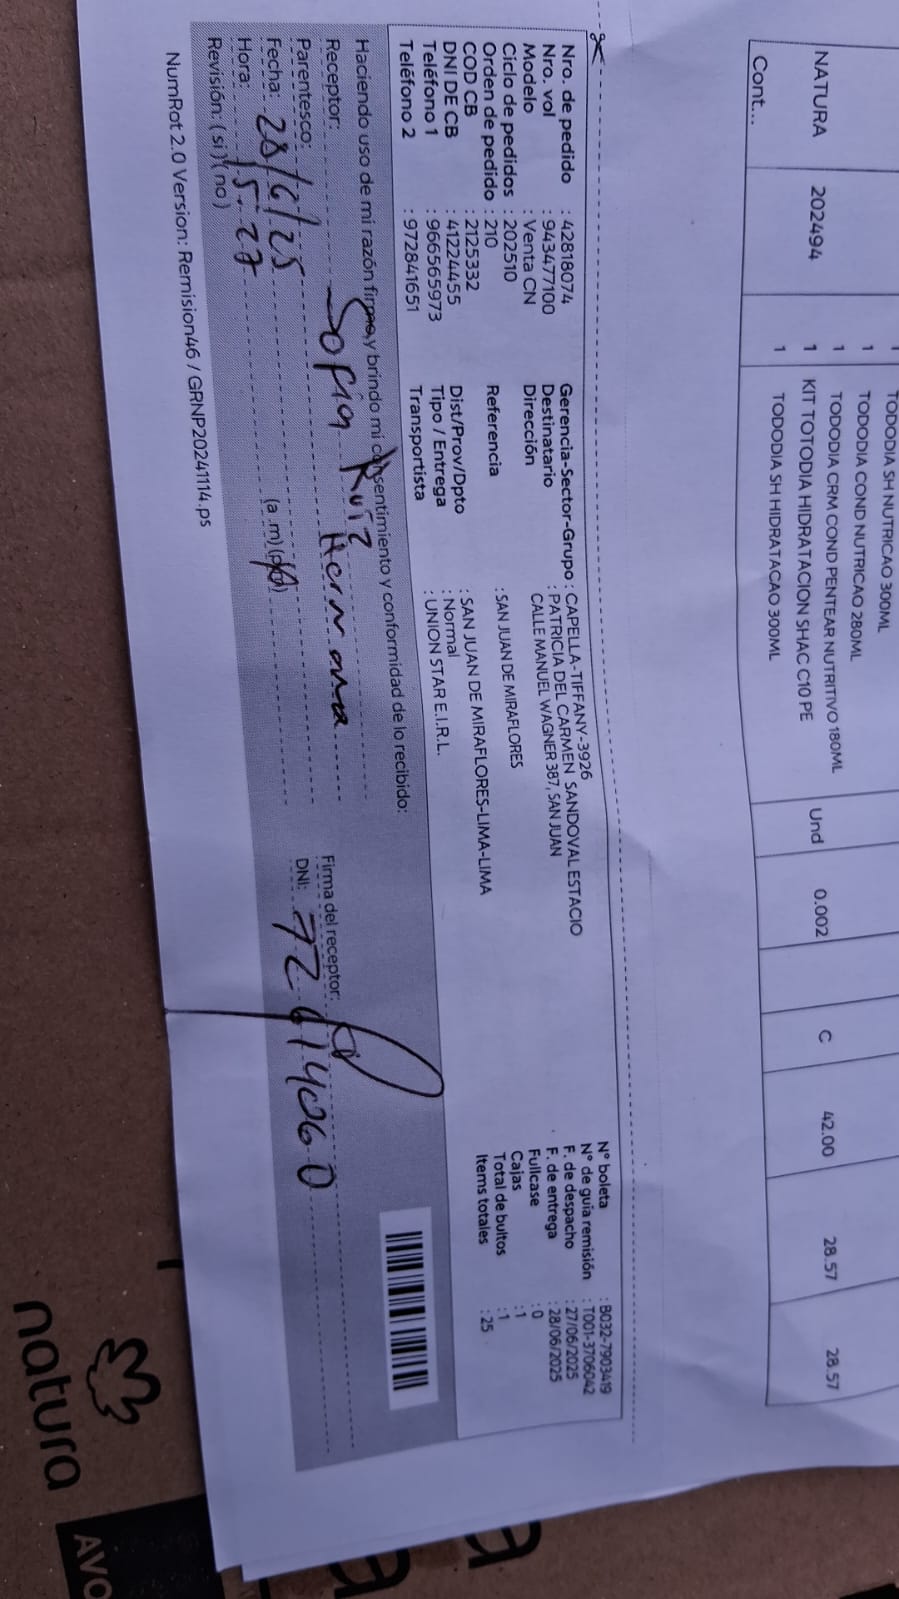 TODODIA SH NUTRICAO 300ML
1 TODODIA COND NUTRICAO 280ML
1 TODODIA CRM COND PENTEAR NUTRITIVO 180ML
NATURA 202494 1 KIT TOTODIA HIDRATACION SHAC C10 PE Und 0.002 C 42.00 28.57 28.57
1 TODODIA SH HIDRATACAO 300ML
Cont...
Nro. de pedido : 42818074 Gerencia-Sector-Grupo : CAPELLA-TIFFANY-3926 N° boleta : B032-7903419
Nro. vol : 943477100 Destinatario : PATRICIA DEL CARMEN SANDOVAL ESTACIO N° de guia remisión : T001-3706042
Modelo : Venta CN Dirección CALLE MANUEL WAGNER 387, SAN JUAN F. de despacho : 27/06/2025
Ciclo de pedidos : 202510 F. de entrega : 28/06/2025
Orden de pedido : 210 Referencia : SAN JUAN DE MIRAFLORES Fullcase : 0
COD CB : 2125332 Cajas : 1
DNI DE CB : 41224455 Dist/Prov/Dpto : SAN JUAN DE MIRAFLORES-LIMA-LIMA Total de bultos : 1
Teléfono 1 : 966565973 Tipo / Entrega : Normal Items totales : 25
Teléfono 2 : 972841651 Transportista : UNION STAR E.I.R.L.
Haciendo uso de mi razón firmo, y brindo mi consentimiento y conformidad de lo recibido:
Receptor: Sofia Ruiz Firma del receptor:
Parentesco: Hermana DNI: 72614060
Fecha: 28/6/25
Hora: 15:27 (a.m) (p.m)
Revisión: (si) (no)
NumRot 2.0 Version: Remision46 / GRNP20241114.ps
natura
AVO
a
a